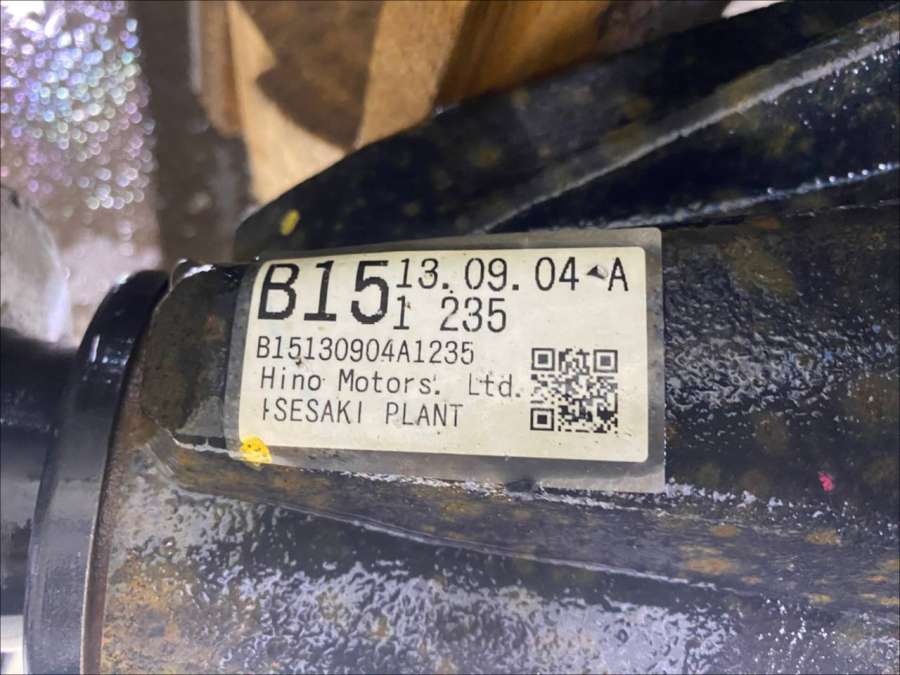 B15 13.09.04◄A
1 235
B15130904A1235
Hino Motors. Ltd.
ISESAKI PLANT